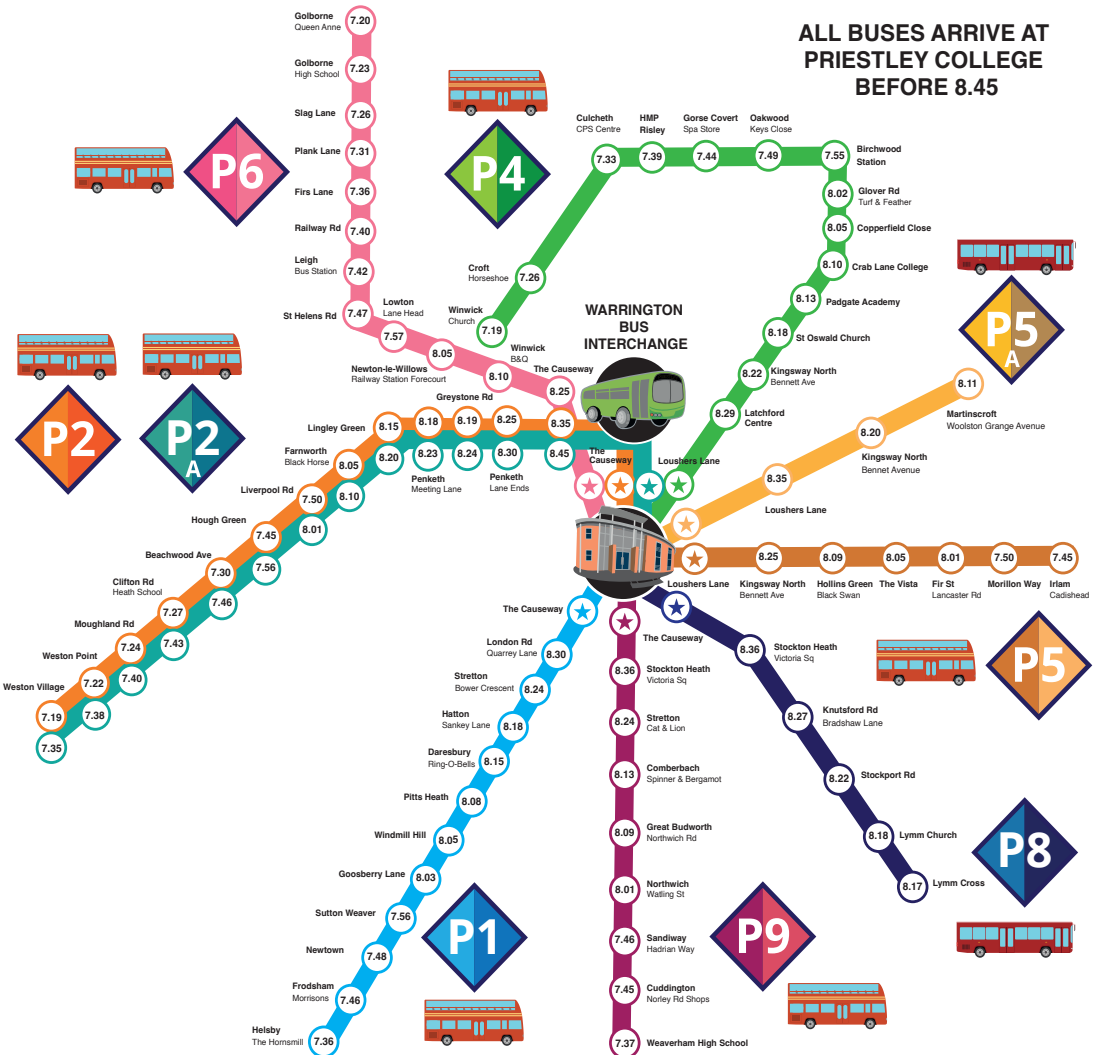 ALL BUSES ARRIVE AT
PRIESTLEY COLLEGE
BEFORE 8.45
P6
Golborne
Queen Anne
7.20
Golborne
High School
7.23
Slag Lane
7.26
Plank Lane
7.31
Firs Lane
7.36
Railway Rd
7.40
Leigh
Bus Station
7.42
St Helens Rd
7.47
Lowton
Lane Head
7.57
Newton-le-Willows
Railway Station Forecourt
8.05
Winwick
B&Q
8.10
The Causeway
8.25
P4
Winwick
Church
7.19
Croft
Horseshoe
7.26
Culcheth
CPS Centre
7.33
HMP
Risley
7.39
Gorse Covert
Spa Store
7.44
Oakwood
Keys Close
7.49
Birchwood
Station
7.55
Glover Rd
Turf & Feather
8.02
Copperfield Close
8.05
Crab Lane College
8.10
Padgate Academy
8.13
St Oswald Church
8.18
Kingsway North
Bennett Ave
8.22
Latchford
Centre
8.29
Loushers Lane
WARRINGTON
BUS
INTERCHANGE
P5
A
8.11
Martinscroft
Woolston Grange Avenue
8.20
Kingsway North
Bennet Avenue
8.35
Loushers Lane
P2
P2
A
Greystone Rd
Lingley Green
8.15
8.18
8.19
8.25
8.35
8.20
8.23
8.24
8.30
8.45
Penketh
Meeting Lane
Penketh
Lane Ends
The
Causeway
Farnworth
Black Horse
8.05
8.10
Liverpool Rd
7.50
8.01
Hough Green
7.45
7.56
Beachwood Ave
7.30
7.46
Clifton Rd
Heath School
7.27
7.43
Moughland Rd
7.24
7.40
Weston Point
7.22
7.38
Weston Village
7.19
7.35
Loushers Lane
8.25
Kingsway North
Bennett Ave
8.09
Hollins Green
Black Swan
8.05
The Vista
8.01
Fir St
Lancaster Rd
7.50
Morillon Way
7.45
Irlam
Cadishead
P5
The Causeway
London Rd
Quarrey Lane
8.30
Stretton
Bower Crescent
8.24
Hatton
Sankey Lane
8.18
Daresbury
Ring-O-Bells
8.15
Pitts Heath
8.08
Windmill Hill
8.05
Goosberry Lane
8.03
Sutton Weaver
7.56
Newtown
7.48
Frodsham
Morrisons
7.46
Helsby
The Hornsmill
7.36
P1
The Causeway
8.36
Stockton Heath
Victoria Sq
8.24
Stretton
Cat & Lion
8.13
Comberbach
Spinner & Bergamot
8.09
Great Budworth
Northwich Rd
8.01
Northwich
Watling St
7.46
Sandiway
Hadrian Way
7.45
Cuddington
Norley Rd Shops
7.37
Weaverham High School
P9
8.36
Stockton Heath
Victoria Sq
8.27
Knutsford Rd
Bradshaw Lane
8.22
Stockport Rd
8.18
Lymm Church
8.17
Lymm Cross
P8